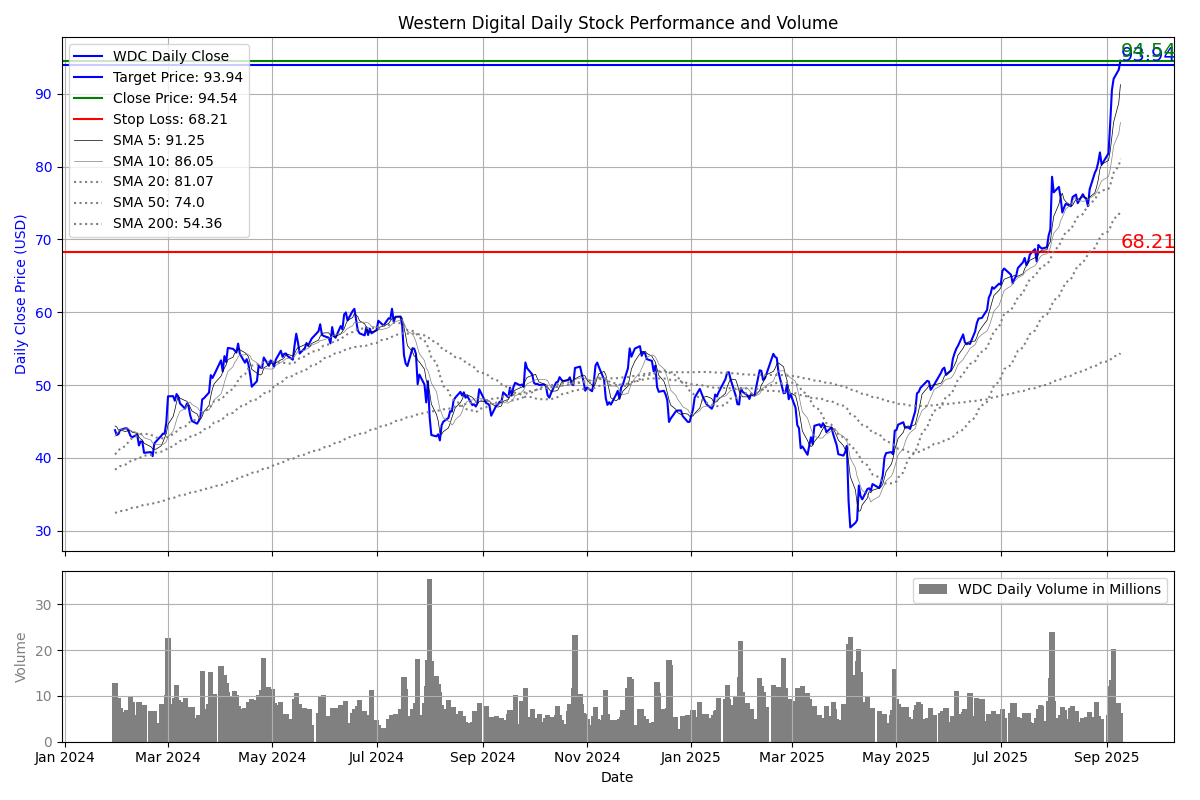 Western Digital Daily Stock Performance and Volume
94.54
93.94
WDC Daily Close
Target Price: 93.94
Close Price: 94.54
Stop Loss: 68.21
SMA 5: 91.25
SMA 10: 86.05
SMA 20: 81.07
SMA 50: 74.0
SMA 200: 54.36
68.21
Daily Close Price (USD)
90
80
70
60
50
40
30
WDC Daily Volume in Millions
Volume
30
20
10
0
Jan 2024 Mar 2024 May 2024 Jul 2024 Sep 2024 Nov 2024 Jan 2025 Mar 2025 May 2025 Jul 2025 Sep 2025
Date